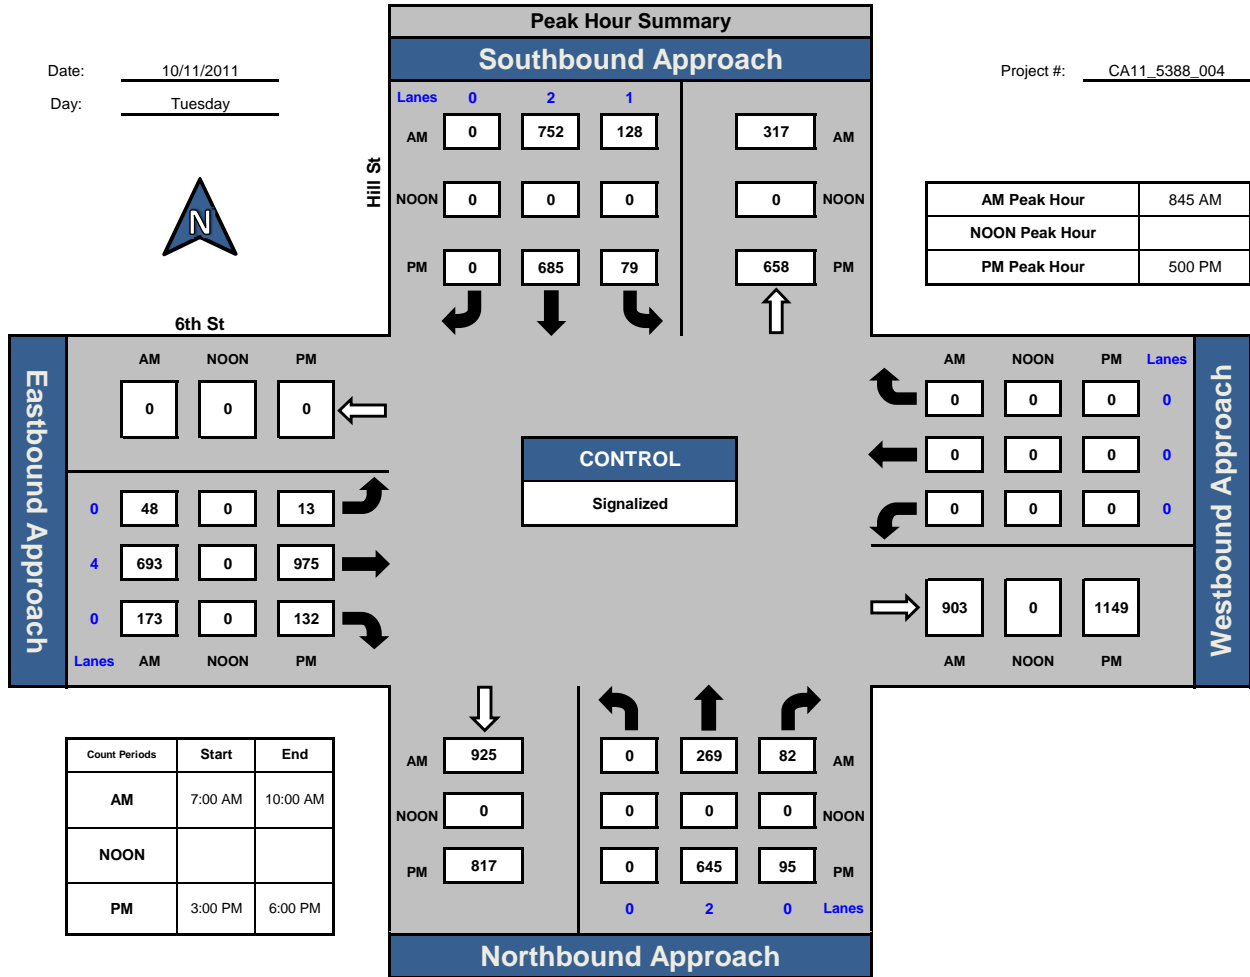 Peak Hour Summary
Southbound Approach
Date: 10/11/2011
Project #: CA11_5388_004
Day: Tuesday
Lanes 0 2 1
AM 0 752 128 317 AM
Hill St
NOON 0 0 0 0 NOON
PM 0 685 79 658 PM
N
AM Peak Hour 845 AM
NOON Peak Hour
PM Peak Hour 500 PM
6th St
Eastbound Approach
AM NOON PM
0 0 0
0 48 0 13
4 693 0 975
0 173 0 132
Lanes AM NOON PM
CONTROL
Signalized
AM NOON PM Lanes
0 0 0 0
0 0 0 0
0 0 0 0
903 0 1149
AM NOON PM
Westbound Approach
Count Periods Start End
AM 7:00 AM 10:00 AM
NOON
PM 3:00 PM 6:00 PM
AM 925 0 269 82 AM
NOON 0 0 0 0 NOON
PM 817 0 645 95 PM
0 2 0 Lanes
Northbound Approach